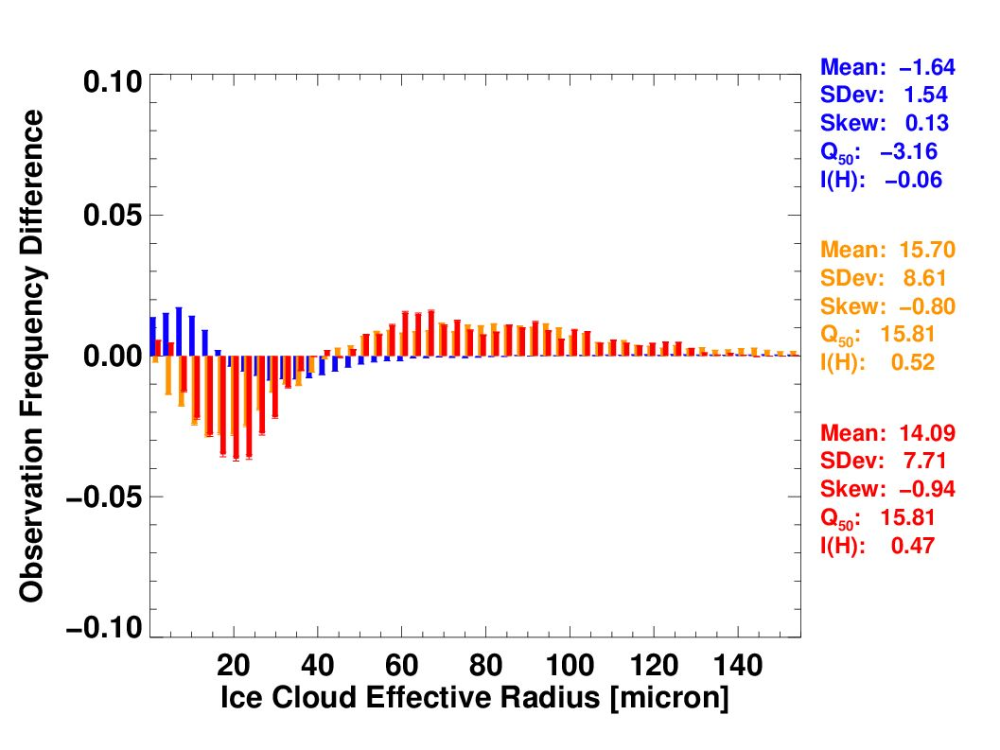 Observation Frequency Difference
0.10
0.05
0.00
−0.05
−0.10
20 40 60 80 100 120 140
Ice Cloud Effective Radius [micron]
Mean: −1.64
SDev: 1.54
Skew: 0.13
Q50: −3.16
I(H): −0.06
Mean: 15.70
SDev: 8.61
Skew: −0.80
Q50: 15.81
I(H): 0.52
Mean: 14.09
SDev: 7.71
Skew: −0.94
Q50: 15.81
I(H): 0.47